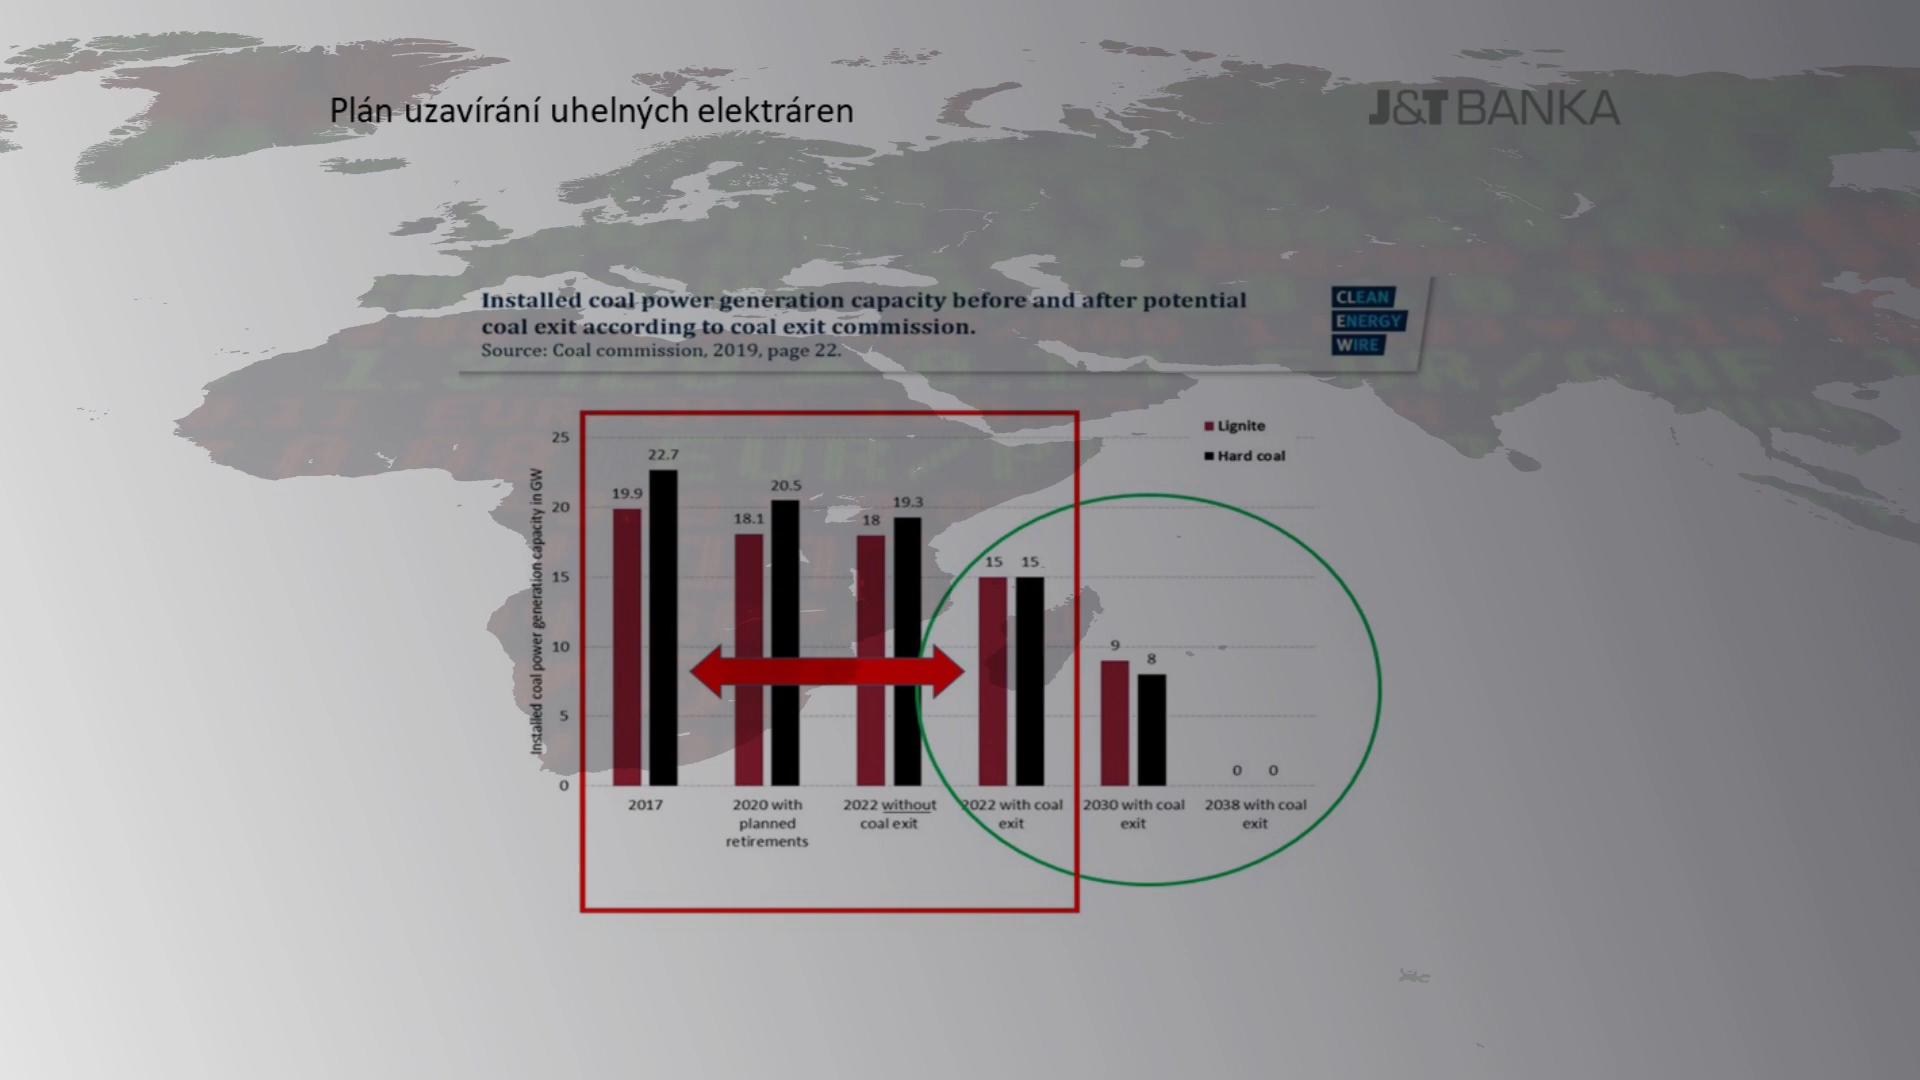 Plán uzavírání uhelných elektráren
J&T BANKA
Installed coal power generation capacity before and after potential
coal exit according to coal exit commission.
Source: Coal commission, 2019, page 22.
CLEAN
ENERGY
WIRE
Lignite
Hard coal
Installed coal power generation capacity in GW
25
20
15
10
5
0
19.9
22.7
18.1
20.5
18
19.3
15
15
9
8
0
0
2017
2020 with
planned
retirements
2022 without
coal exit
2022 with coal
exit
2030 with coal
exit
2038 with coal
exit